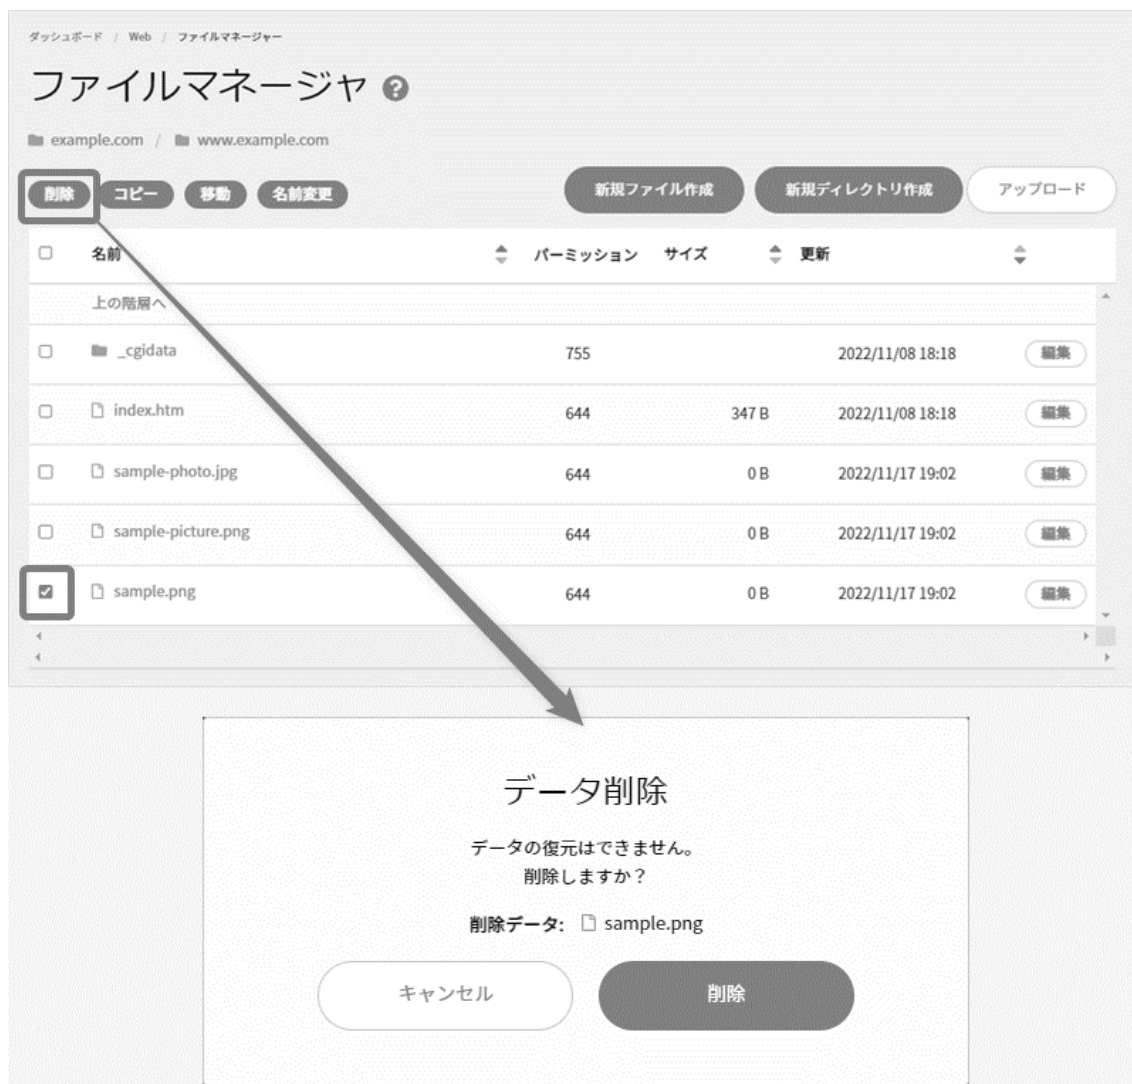 ダッシュボード / Web / ファイルマネージャー
ファイルマネージャ ?
example.com / www.example.com
削除 コピー 移動 名前変更 新規ファイル作成 新規ディレクトリ作成 アップロード
名前 パーミッション サイズ 更新
上の階層へ
_cgidata 755 2022/11/08 18:18 編集
index.htm 644 347 B 2022/11/08 18:18 編集
sample-photo.jpg 644 0 B 2022/11/17 19:02 編集
sample-picture.png 644 0 B 2022/11/17 19:02 編集
sample.png 644 0 B 2022/11/17 19:02 編集
データ削除
データの復元はできません。
削除しますか？
削除データ: sample.png
キャンセル 削除